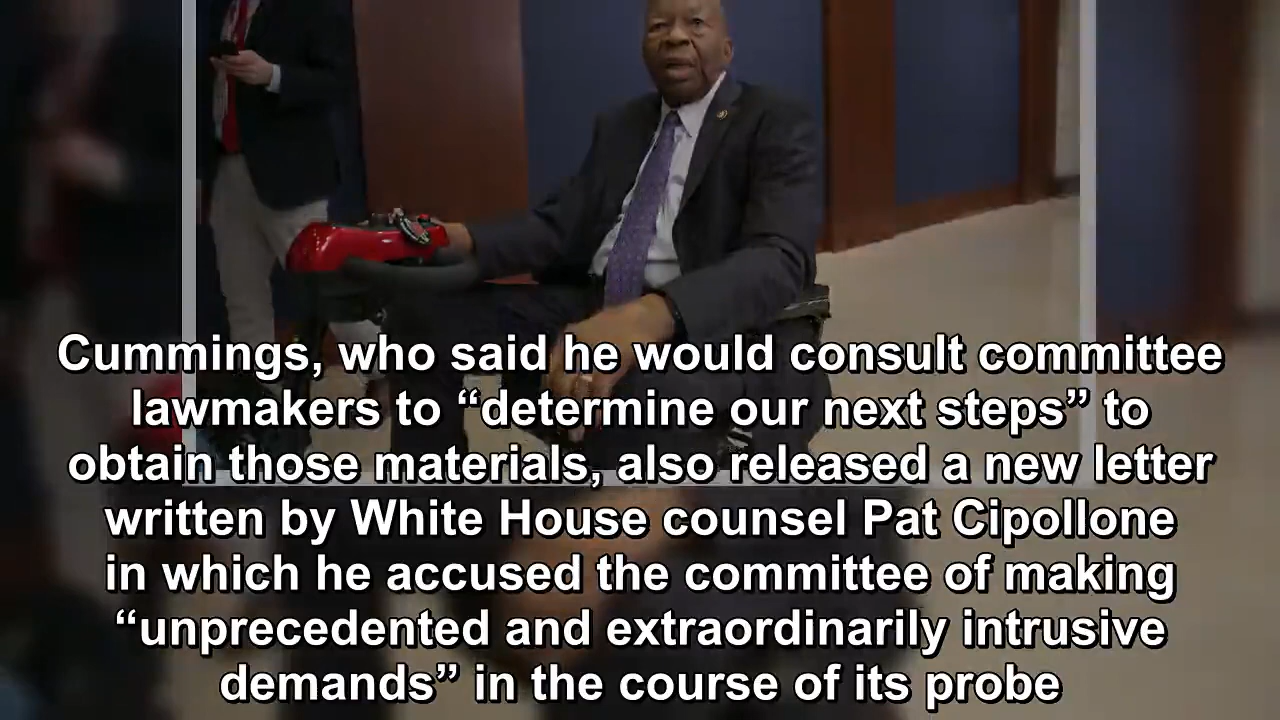 Cummings, who said he would consult committee
lawmakers to “determine our next steps” to
obtain those materials, also released a new letter
written by White House counsel Pat Cipollone
in which he accused the committee of making
“unprecedented and extraordinarily intrusive
demands” in the course of its probe